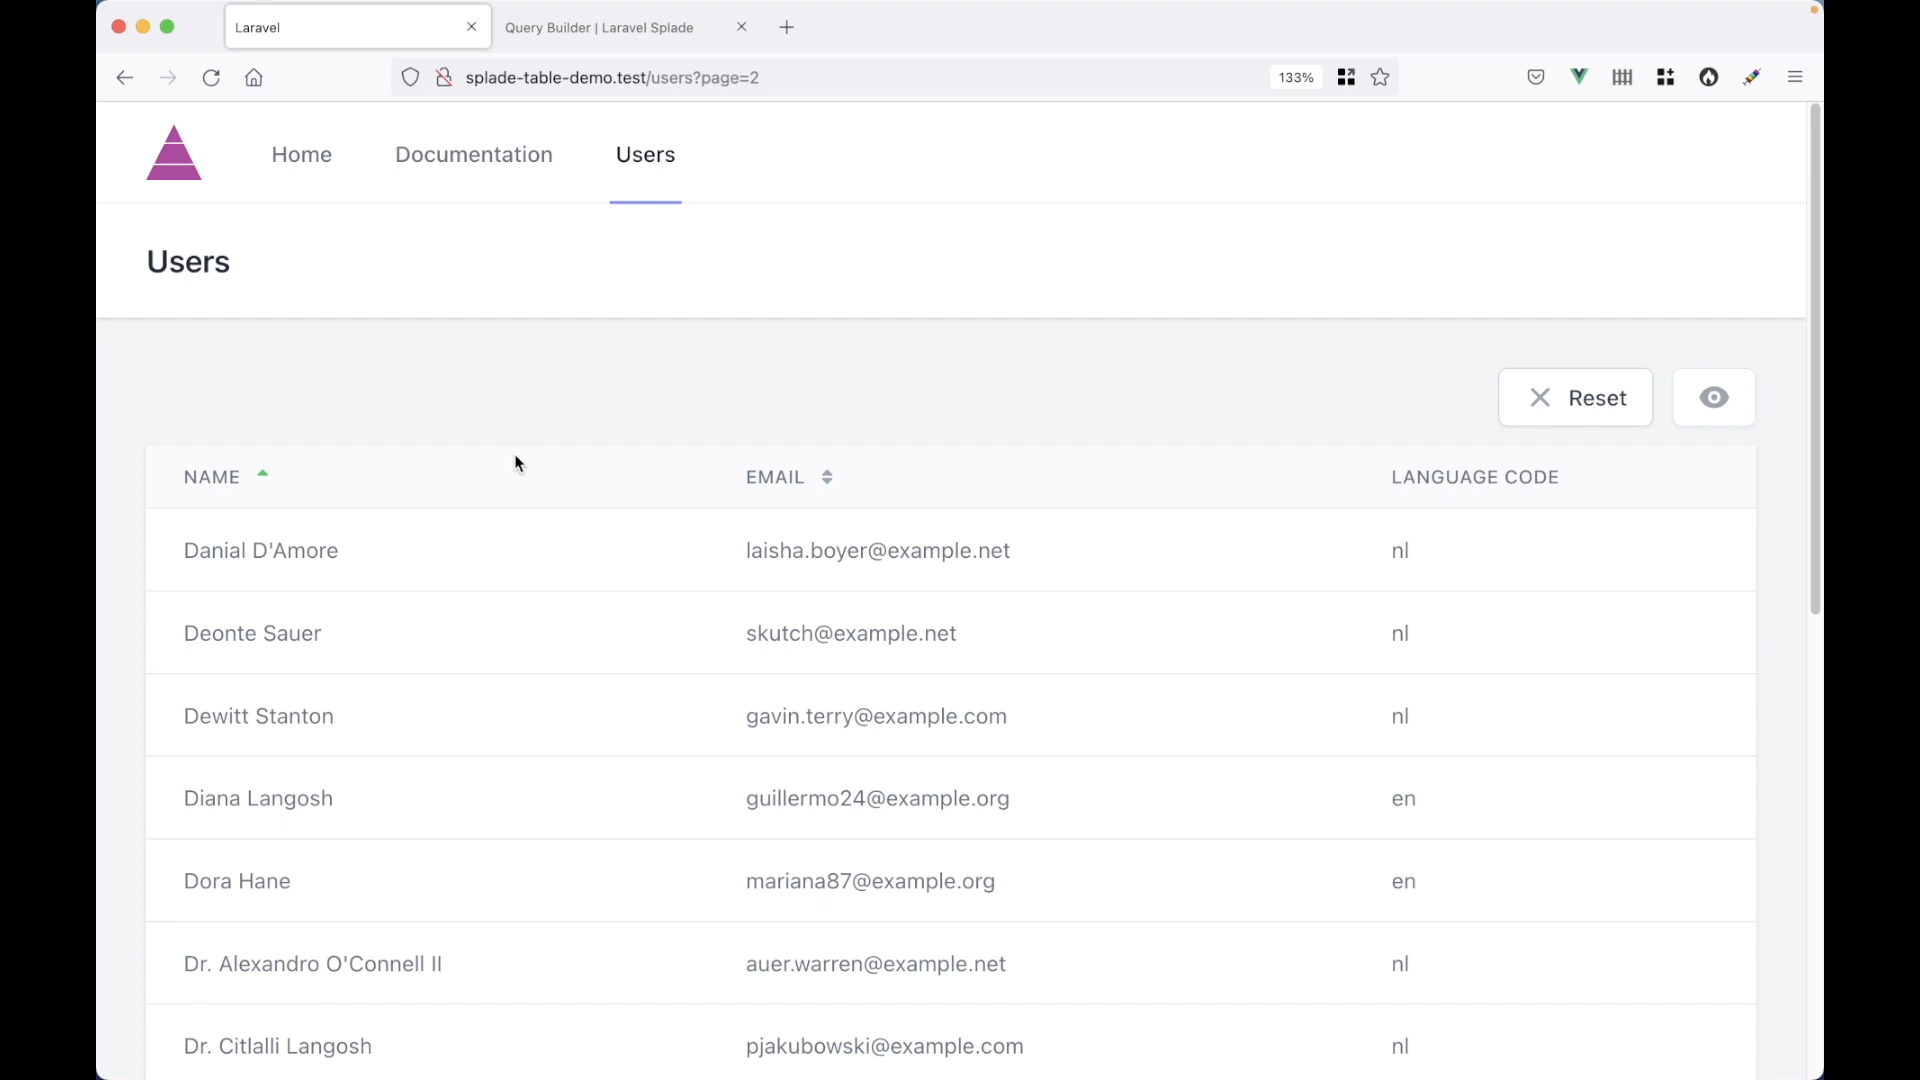 Laravel
Query Builder | Laravel Splade
splade-table-demo.test/users?page=2
133%
Home
Documentation
Users
Users
Reset
NAME
EMAIL
LANGUAGE CODE
Danial D'Amore
laisha.boyer@example.net
nl
Deonte Sauer
skutch@example.net
nl
Dewitt Stanton
gavin.terry@example.com
nl
Diana Langosh
guillermo24@example.org
en
Dora Hane
mariana87@example.org
en
Dr. Alexandro O'Connell II
auer.warren@example.net
nl
Dr. Citlalli Langosh
pjakubowski@example.com
nl